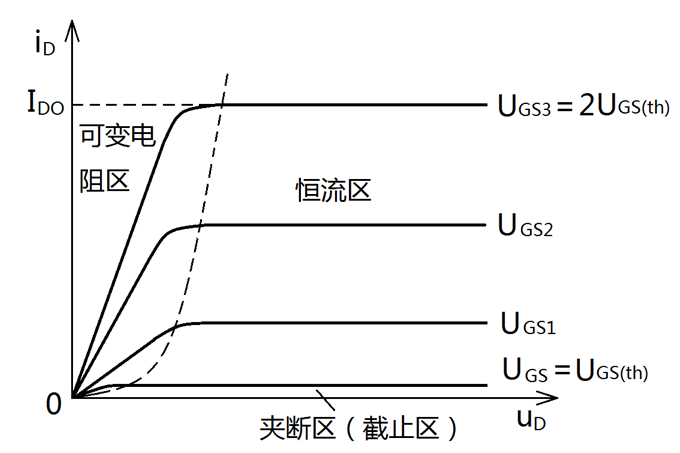 iD
IDO
UGS3 = 2UGS(th)
可变电
阻区
恒流区
UGS2
UGS1
UGS = UGS(th)
0
uD
夹断区（截止区）